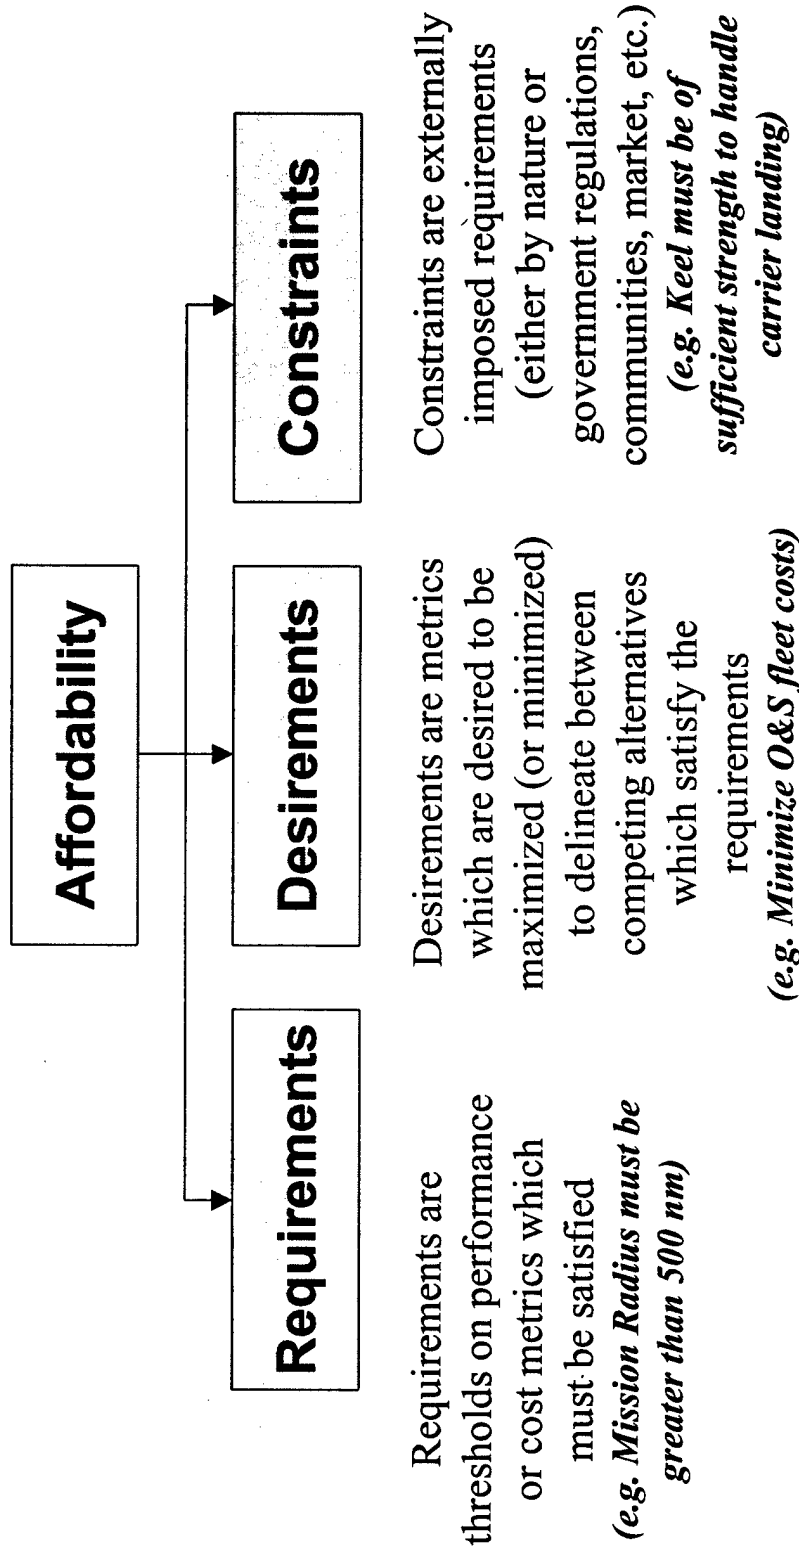 Affordability
Requirements
Desirements
Constraints
Requirements are
thresholds on performance
or cost metrics which
must be satisfied
(e.g. Mission Radius must be
greater than 500 nm)
Desirements are metrics
which are desired to be
maximized (or minimized)
to delineate between
competing alternatives
which satisfy the
requirements
(e.g. Minimize O&S fleet costs)
Constraints are externally
imposed requirements
(either by nature or
government regulations,
communities, market, etc.)
(e.g. Keel must be of
sufficient strength to handle
carrier landing)